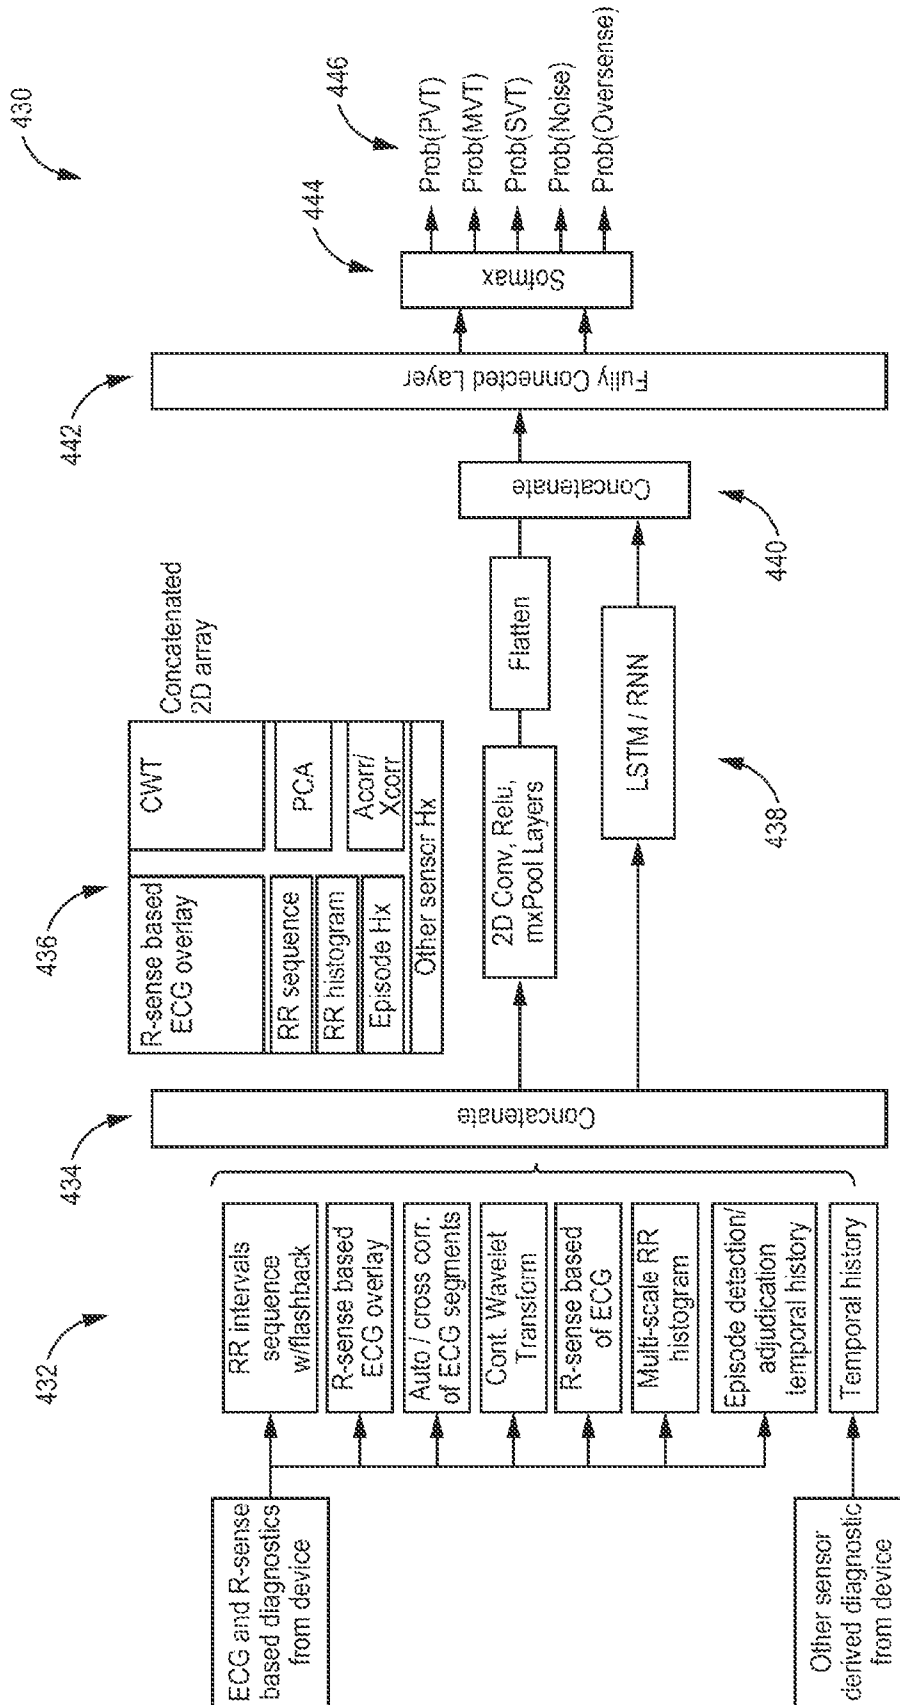 430
ECG and R-sense
based diagnostics
from device
Other sensor
derived diagnostic
from device
432
RR intervals
sequence
w/flashback
R-sense based
ECG overlay
Auto / cross corr.
of ECG segments
Cont. Wavelet
Transform
R-sense based
of ECG
Multi-scale RR
histogram
Episode detection/
adjudication
temporal history
Temporal history
434
Concatenate
436
R-sense based
ECG overlay
CWT
RR sequence
RR histogram
PCA
Episode Hx
Acorr/
Xcorr
Other sensor Hx
Concatenated
2D array
2D Conv, Relu,
mxPool Layers
Flatten
LSTM / RNN
438
Concatenate
440
442
Fully Connected Layer
444
Sofmax
446
Prob(PVT)
Prob(MVT)
Prob(SVT)
Prob(Noise)
Prob(Oversense)